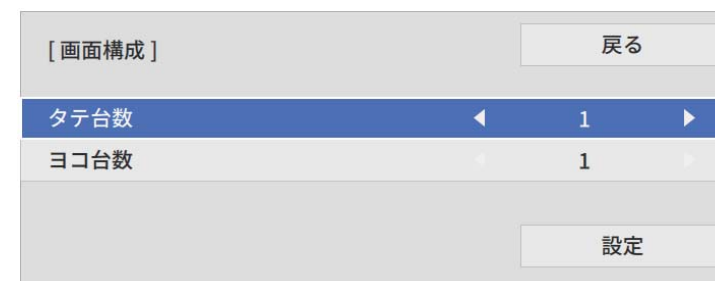 [ 画面構成 ] 戻る
タテ台数 ◀ 1 ▶
ヨコ台数 ◀ 1 ▶
設定